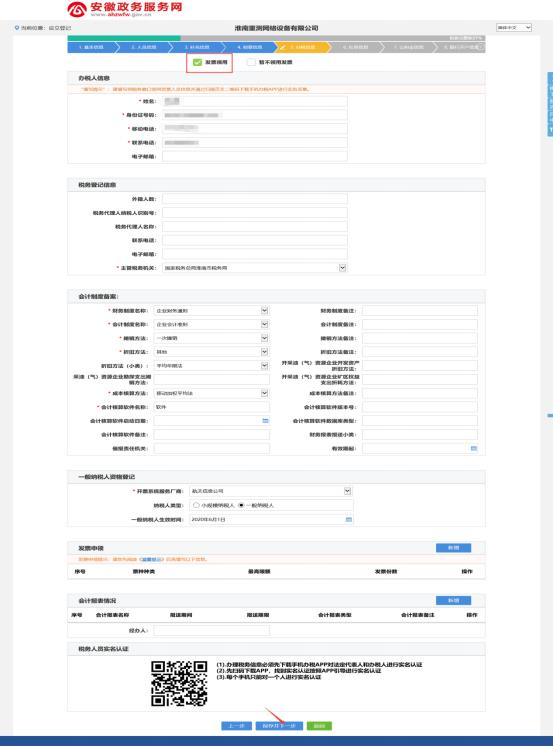 安徽政务服务网
www.ahzwfw.gov.cn
当前位置：设立登记
淮南重测网络设备有限公司
简体中文
1. 基本信息
2. 人员信息
4. 经营信息
发票领用
暂不领用发票
办税人信息
* 姓名：
* 身份证号码：
* 移动电话：
* 联系电话：
电子邮箱：
税务登记信息
外籍人数：
税务代理人纳税人识别号：
税务代理人名称：
联系电话：
电子邮箱：
* 主管税务机关：
国家税务总局淮南市税务局
会计制度备案：
* 财务制度名称：
企业财务通则
财务制度备注：
* 会计制度名称：
企业会计准则
会计制度备注：
* 摊销方法：
一次摊销
摊销方法备注：
* 折旧方法：
其他
折旧方法备注：
折旧方法（小类）：
平均年限法
开采油（气）资源企业开发资产折旧方法：
采油（气）资源企业勘探支出摊销方法：
开采油（气）资源企业矿区权益支出折耗方法：
* 成本核算方法：
移动加权平均法
成本核算方法备注：
* 会计核算软件名称：
软件
会计核算软件版本号：
会计核算软件启动日期：
会计核算软件数据库类型：
会计核算软件备注：
财务报表报送小类：
催报责任机关：
有效期起：
一般纳税人资格登记
* 开票系统服务厂商：
航天信息公司
纳税人类型：
小规模纳税人
一般纳税人
一般纳税人生效时间：
2020年6月1日
发票申领
新增
序号
票种种类
最高限额
发票份数
操作
会计报表情况
新增
序号
会计报表名称
报送期间
报送期限
会计报表类型
会计报表备注
操作
经办人：
税务人员实名认证
(1).办理税务信息必须先下载手机办税APP对法定代表人和办税人进行实名认证
(2).先扫码下载APP，找到实名认证按照APP引导进行实名认证
(3).每个手机只能对一个人进行实名认证
上一步
保存并下一步
返回